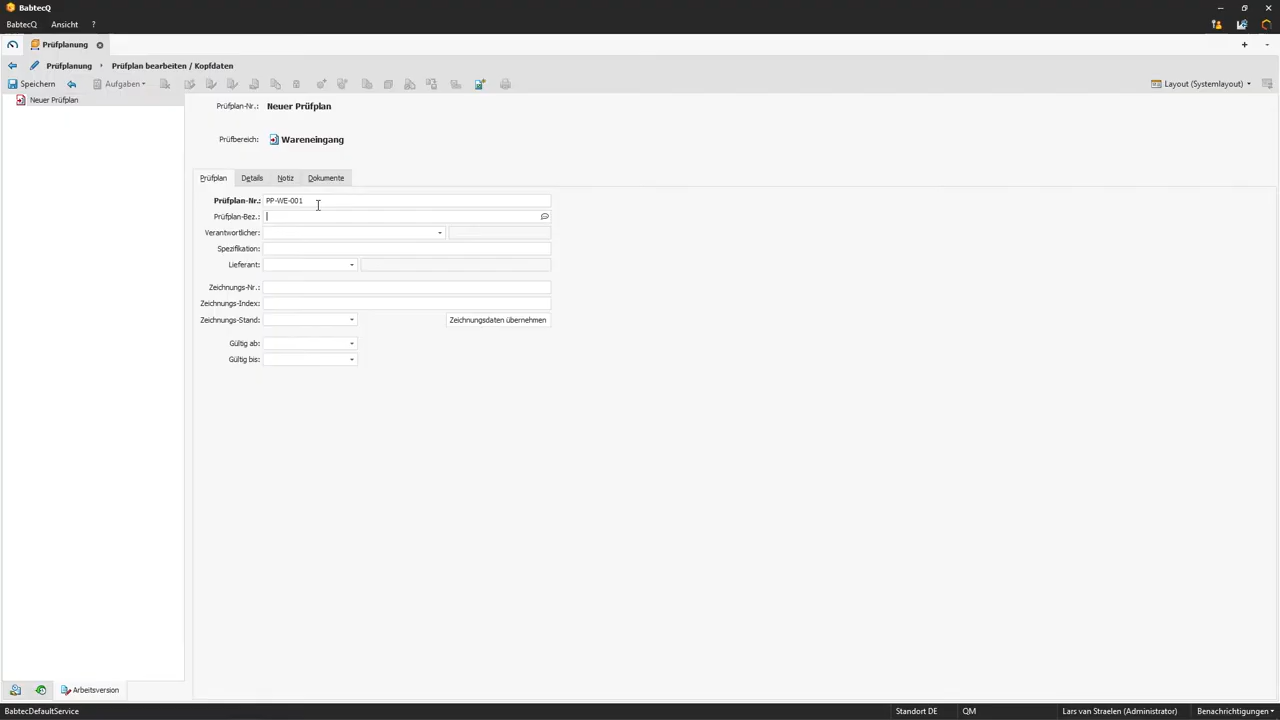 BabtecQ
BabtecQ Ansicht ?
Prüfplanung
Prüfplanung Prüfplan bearbeiten / Kopfdaten
Speichern Aufgaben Layout (Systemlayout)
Neuer Prüfplan
Prüfplan-Nr.: Neuer Prüfplan
Prüfbereich: Wareneingang
Prüfplan Details Notiz Dokumente
Prüfplan-Nr.: PP-WE-001
Prüfplan-Bez.:
Verantwortlicher:
Spezifikation:
Lieferant:
Zeichnungs-Nr.:
Zeichnungs-Index:
Zeichnungs-Stand: Zeichnungsdaten übernehmen
Gültig ab:
Gültig bis:
Arbeitsversion
BabtecDefaultService Standort DE QM Lars van Straelen (Administrator) Benachrichtigungen